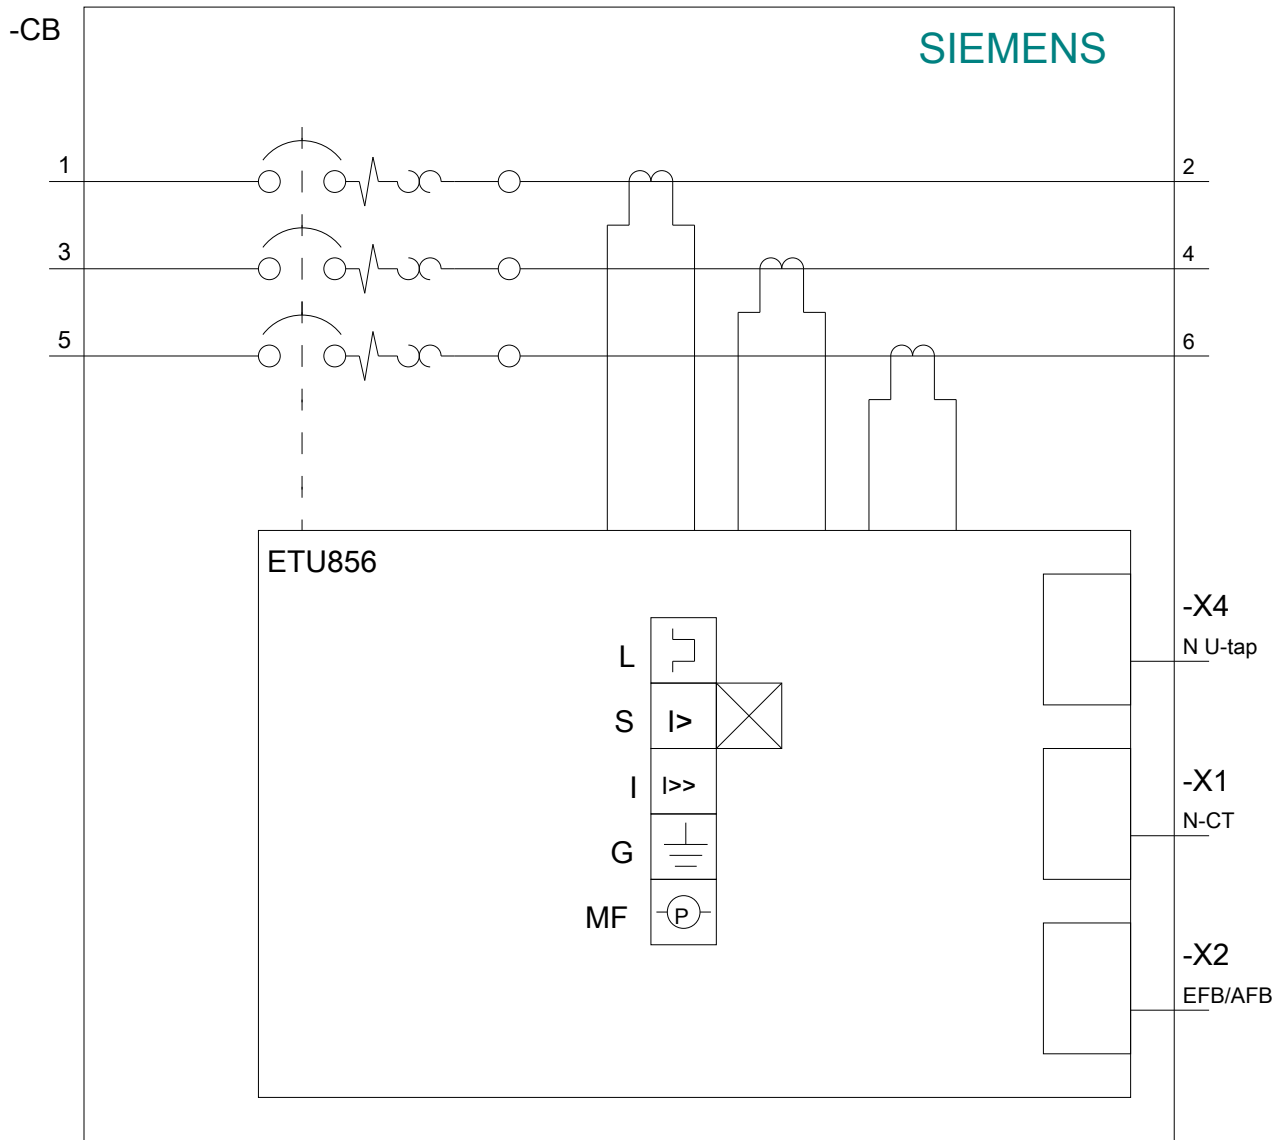 -CB
SIEMENS
1
2
3
4
5
6
ETU856
-X4
N U-tap
L
S
I>
I
I>>
-X1
N-CT
G
MF
P
-X2
EFB/AFB